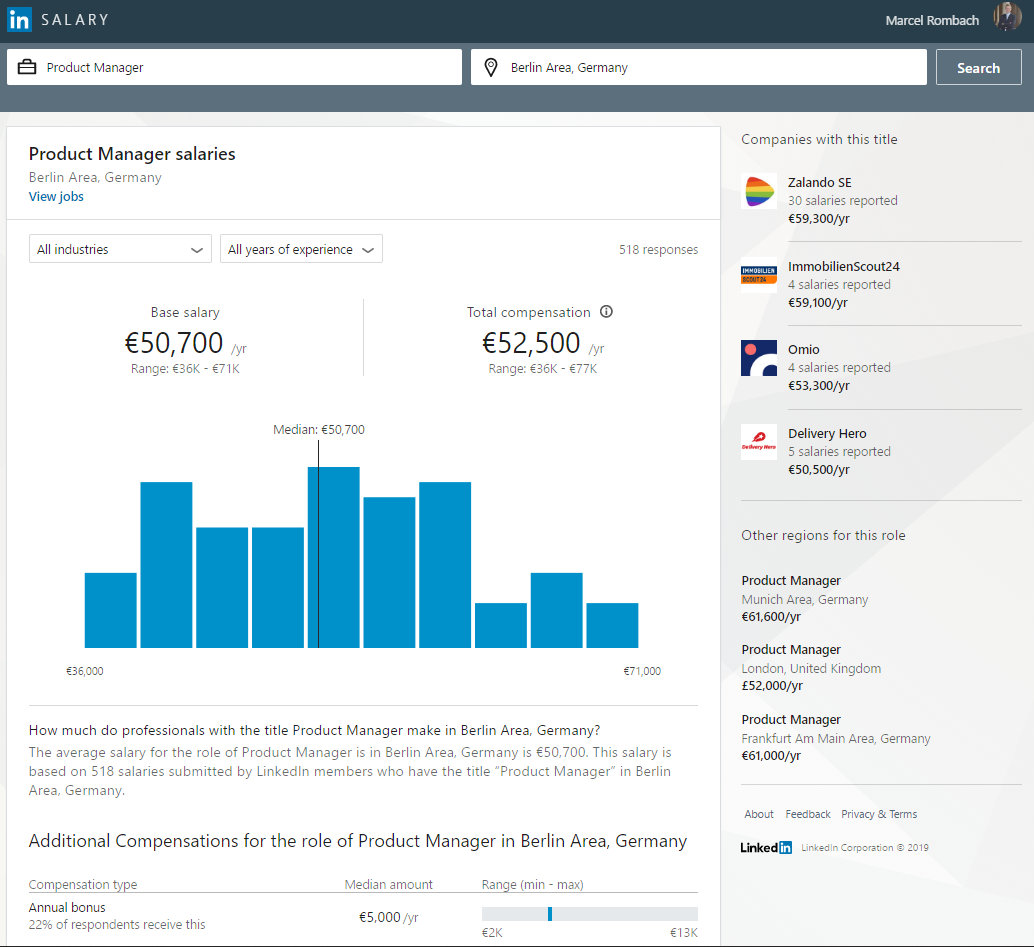 in SALARY
Marcel Rombach
Product Manager
Berlin Area, Germany
Search
Product Manager salaries
Berlin Area, Germany
View jobs
All industries
All years of experience
518 responses
Base salary
€50,700 /yr
Range: €36K - €71K
Total compensation
€52,500 /yr
Range: €36K - €77K
Median: €50,700
€36,000
€71,000
How much do professionals with the title Product Manager make in Berlin Area, Germany?
The average salary for the role of Product Manager is in Berlin Area, Germany is €50,700. This salary is
based on 518 salaries submitted by LinkedIn members who have the title “Product Manager” in Berlin
Area, Germany.
Additional Compensations for the role of Product Manager in Berlin Area, Germany
Compensation type
Median amount
Range (min - max)
Annual bonus
22% of respondents receive this
€5,000 /yr
€2K
€13K
Companies with this title
Zalando SE
30 salaries reported
€59,300/yr
IMMOBILIEN
SCOUT24
ImmobilienScout24
4 salaries reported
€59,100/yr
Omio
4 salaries reported
€53,300/yr
Delivery Hero
Delivery Hero
5 salaries reported
€50,500/yr
Other regions for this role
Product Manager
Munich Area, Germany
€61,600/yr
Product Manager
London, United Kingdom
£52,000/yr
Product Manager
Frankfurt Am Main Area, Germany
€61,000/yr
About Feedback Privacy & Terms
LinkedIn LinkedIn Corporation © 2019